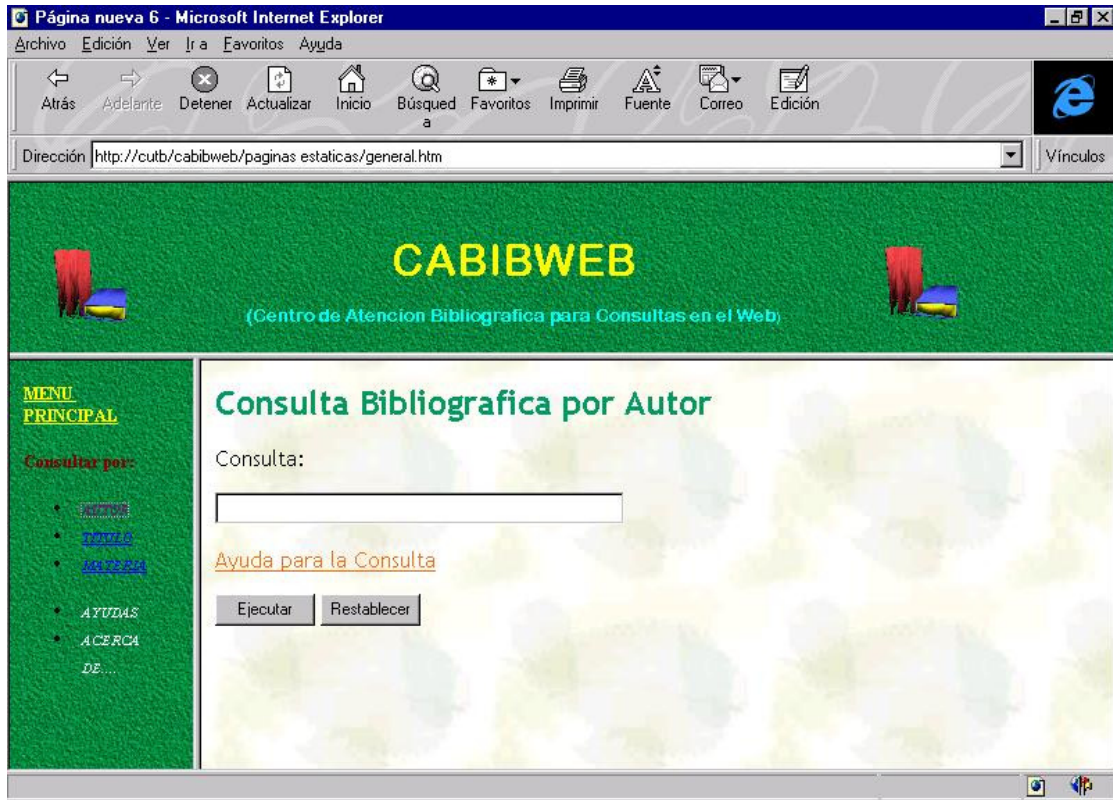 Página nueva 6 - Microsoft Internet Explorer
Archivo Edición Ver Ir a Favoritos Ayuda
Atrás Adelante Detener Actualizar Inicio Búsqued
a Favoritos Imprimir Fuente Correo Edición
Dirección http://cutb/cabibweb/paginas estaticas/general.htm Vínculos
CABIBWEB
(Centro de Atencion Bibliografica para Consultas en el Web)
MENU
PRINCIPAL
Consultar por:
AUTOR
TITULO
MATERIA
AYUDAS
ACERCA
DE....
Consulta Bibliografica por Autor
Consulta:
Ayuda para la Consulta
Ejecutar Restablecer